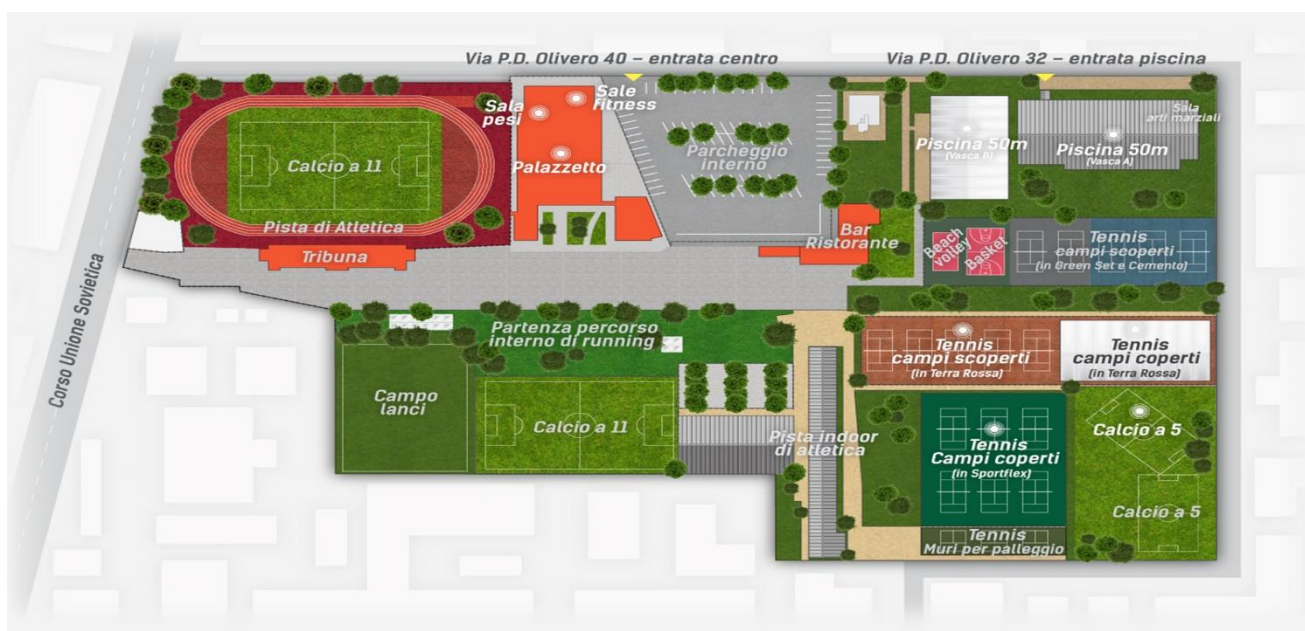 Via P.D. Olivero 40 – entrata centro
Via P.D. Olivero 32 – entrata piscina
Sale
fitness
Sala
pesi
Palazzetto
Calcio a 11
Pista di Atletica
Tribuna
Parcheggio
interno
Piscina 50m
(Vasca B)
Piscina 50m
(Vasca A)
Sala
arti marziali
Bar
Ristorante
Beach
volley
Basket
Tennis
campi scoperti
(in Green Set e Cemento)
Corso Unione Sovietica
Partenza percorso
interno di running
Campo
lanci
Calcio a 11
Pista indoor
di atletica
Tennis
campi scoperti
(in Terra Rossa)
Tennis
campi coperti
(in Terra Rossa)
Tennis
Campi coperti
(in Sportflex)
Calcio a 5
Calcio a 5
Tennis
Muri per palleggio